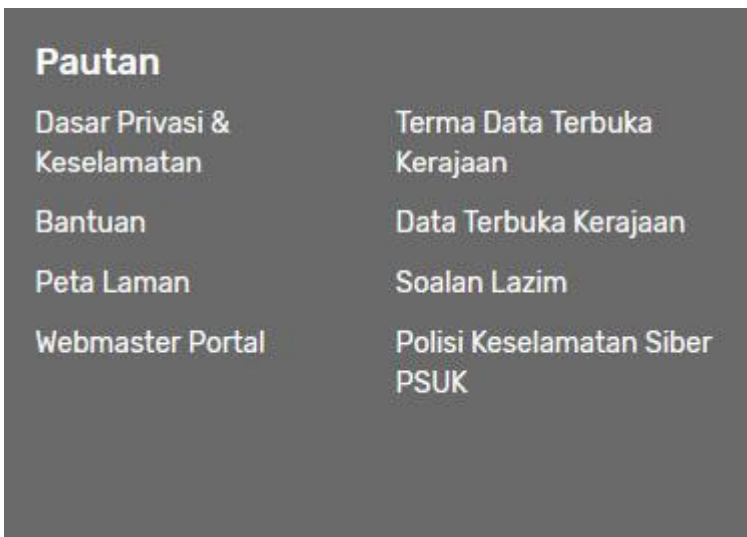 Pautan
Dasar Privasi &
Keselamatan
Bantuan
Peta Laman
Webmaster Portal
Terma Data Terbuka
Kerajaan
Data Terbuka Kerajaan
Soalan Lazim
Polisi Keselamatan Siber
PSUK